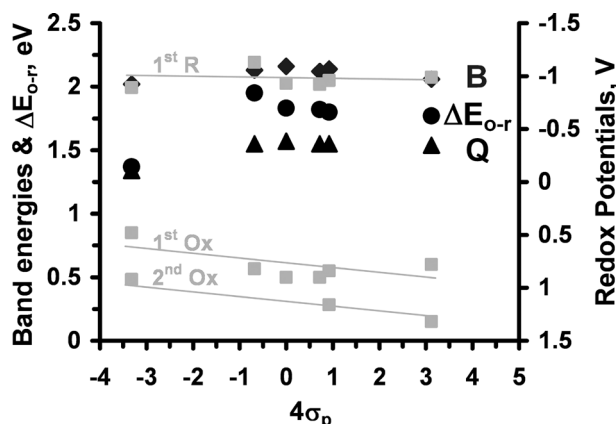 Band energies & ΔEo-r, eV
2.5
2
1.5
1
0.5
0
-4 -3 -2 -1 0 1 2 3 4 5
4σp
-1.5
-1
-0.5
0
0.5
1
1.5
Redox Potentials, V
1st R
B
ΔEo-r
Q
1st Ox
2nd Ox